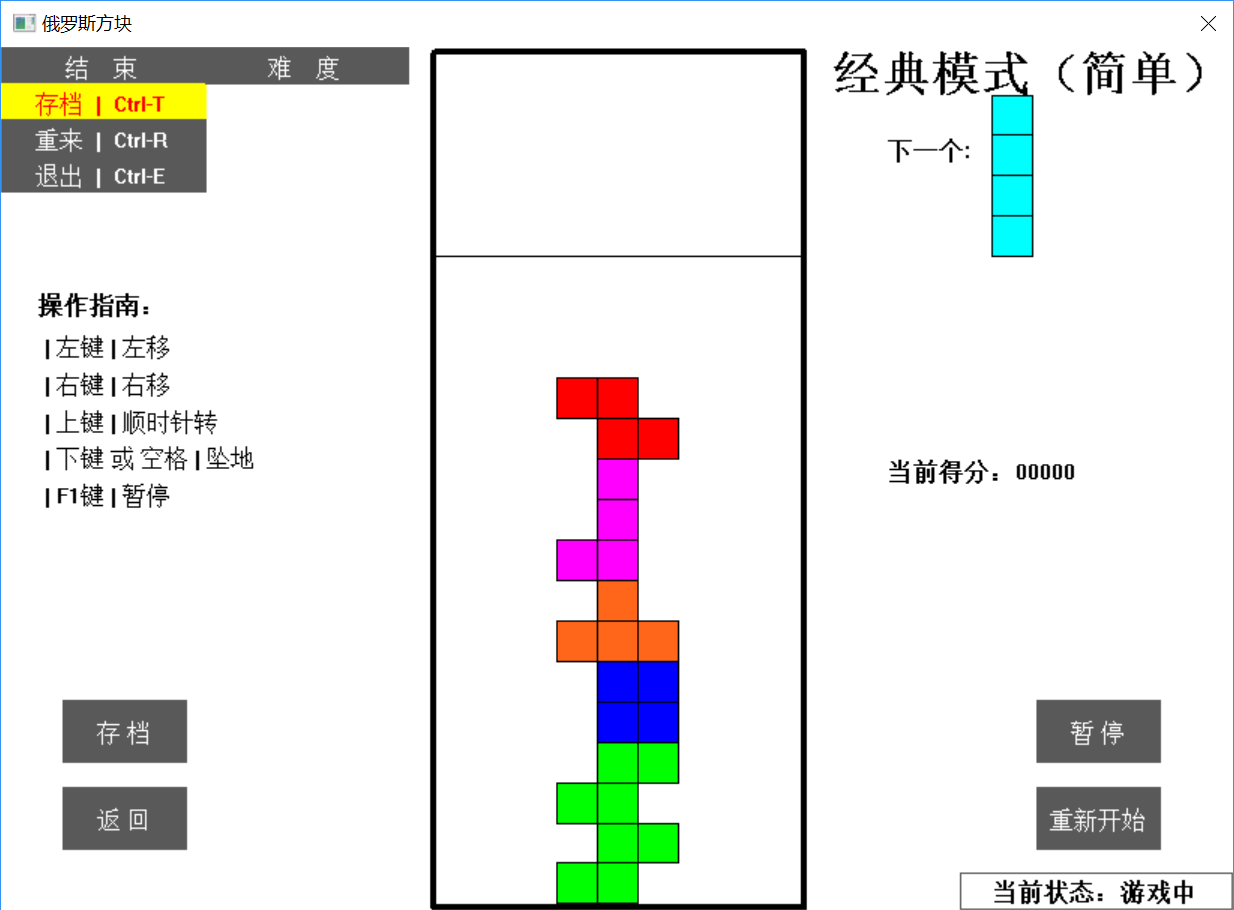 俄罗斯方块
结 束 难 度
存档 | Ctrl-T
重来 | Ctrl-R
退出 | Ctrl-E
经典模式（简单）
下一个:
操作指南：
| 左键 | 左移
| 右键 | 右移
| 上键 | 顺时针转
| 下键 或 空格 | 坠地
| F1键 | 暂停
当前得分：00000
存 档
返 回
暂 停
重新开始
当前状态：游戏中